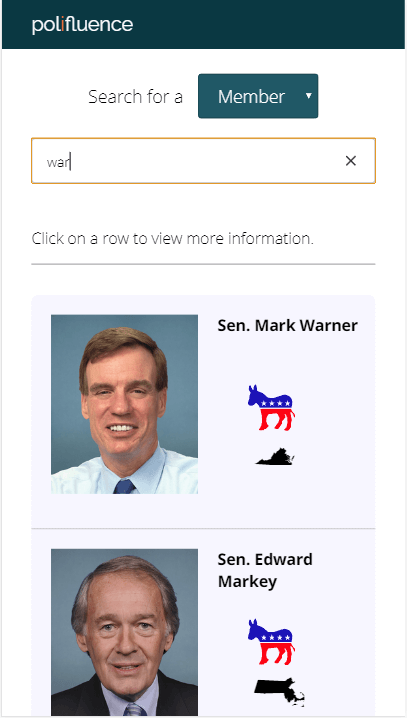 polifluence
Search for a Member
war
Click on a row to view more information.
Sen. Mark Warner
Sen. Edward
Markey